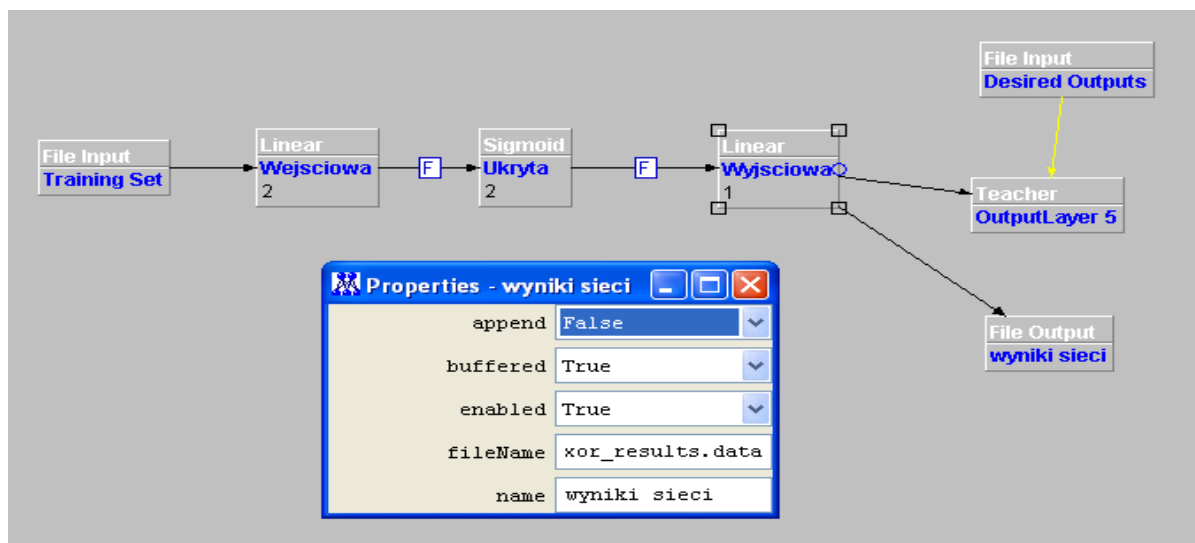 File Input
Training Set
Linear
Wejsciowa
2
F
Sigmoid
Ukryta
2
F
Linear
Wyjsciowa
1
File Input
Desired Outputs
Teacher
OutputLayer 5
File Output
wyniki sieci
Properties - wyniki sieci
append False
buffered True
enabled True
fileName xor_results.data
name wyniki sieci